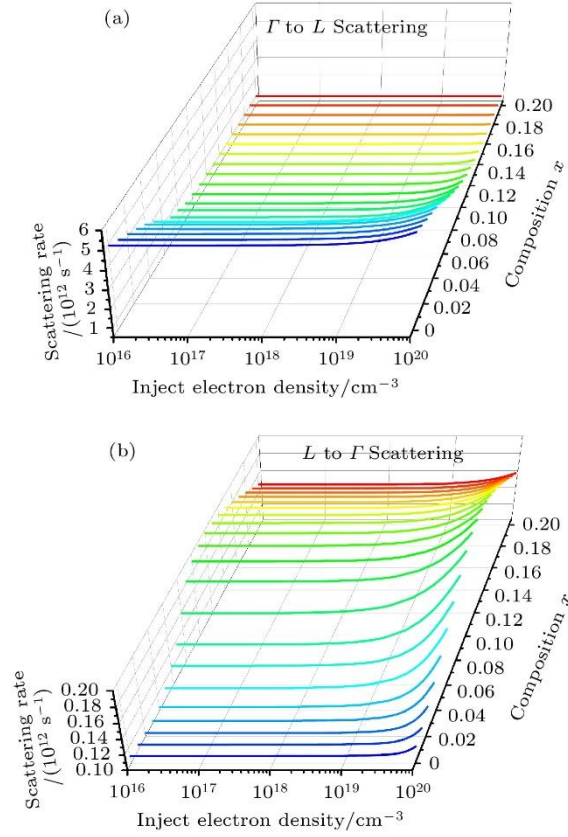 (a)
Γ to L Scattering
Scattering rate
/(10¹² s⁻¹)
6
5
4
3
2
1
10¹⁶ 10¹⁷ 10¹⁸ 10¹⁹ 10²⁰
Inject electron density/cm⁻³
0.20
0.18
0.16
0.14
0.12
0.10
0.08
0.06
0.04
0.02
0
Composition x
(b)
L to Γ Scattering
Scattering rate
/(10¹² s⁻¹)
0.20
0.18
0.16
0.14
0.12
0.10
10¹⁶ 10¹⁷ 10¹⁸ 10¹⁹ 10²⁰
Inject electron density/cm⁻³
0.20
0.18
0.16
0.14
0.12
0.10
0.08
0.06
0.04
0.02
0
Composition x